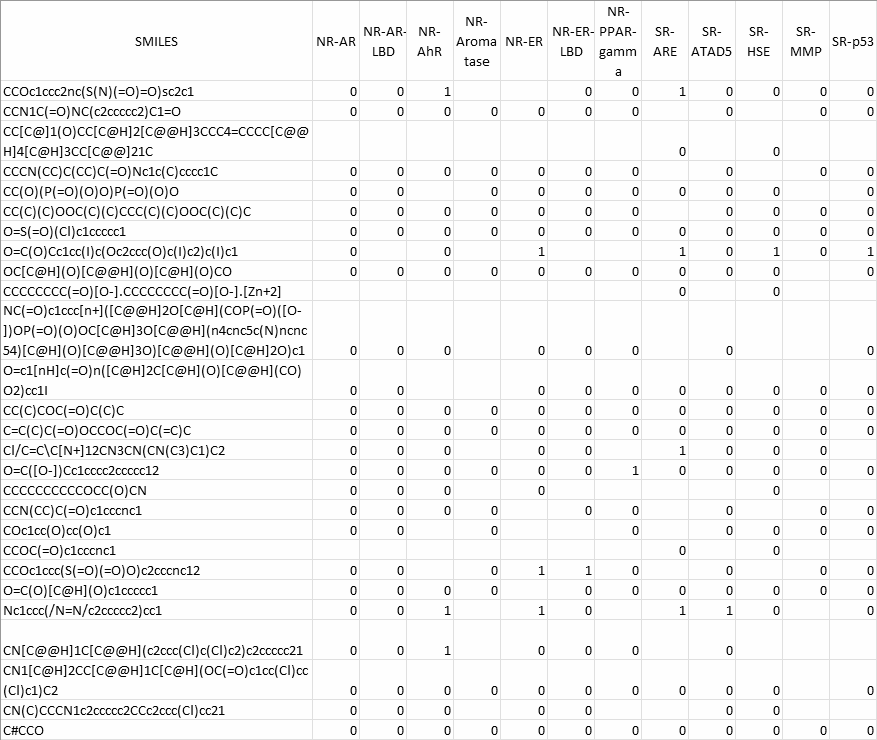 NR-
NR-
NR-
PPAR-
NR-AR- NR- Aroma NR-ER- gamm SR- SR- SR- SR-
SMILES NR-AR LBD AhR tase NR-ER LBD a ARE ATAD5 HSE MMP SR-p53
CCOc1ccc2nc(S(N)(=O)=O)sc2c1 0 0 1 0 0 1 0 0 0 0
CCN1C(=O)NC(c2ccccc2)C1=O 0 0 0 0 0 0 0 0 0 0
CC[C@]1(O)CC[C@H]2[C@@H]3CCC4=CCCC[C@@
H]4[C@H]3CC[C@@]21C 0 0
CCCN(CC)C(CC)C(=O)Nc1c(C)cccc1C 0 0 0 0 0 0 0 0 0 0 0
CC(O)(P(=O)(O)O)P(=O)(O)O 0 0 0 0 0 0 0 0 0 0
CC(C)(C)OOC(C)(C)CCC(C)(C)OOC(C)(C)C 0 0 0 0 0 0 0 0 0 0 0
O=S(=O)(Cl)c1ccccc1 0 0 0 0 0 0 0 0 0 0 0 0
O=C(O)Cc1cc(I)c(Oc2ccc(O)c(I)c2)c(I)c1 0 0 1 1 0 1 0 1
OC[C@H](O)[C@@H](O)[C@H](O)CO 0 0 0 0 0 0 0 0 0 0 0
CCCCCCCC(=O)[O-].CCCCCCCC(=O)[O-].[Zn+2] 0 0
NC(=O)c1ccc[n+]([C@@H]2O[C@H](COP(=O)([O-
])OP(=O)(O)OC[C@H]3O[C@@H](n4cnc5c(N)ncnc
54)[C@H](O)[C@@H]3O)[C@@H](O)[C@H]2O)c1 0 0 0 0 0 0 0 0
O=c1[nH]c(=O)n([C@H]2C[C@H](O)[C@@H](CO)
O2)cc1I 0 0 0 0 0 0 0 0 0 0
CC(C)COC(=O)C(C)C 0 0 0 0 0 0 0 0 0 0 0 0
C=C(C)C(=O)OCCOC(=O)C(=C)C 0 0 0 0 0 0 0 0 0 0 0 0
Cl/C=C\C[N+]12CN3CN(CN(C3)C1)C2 0 0 0 0 0 1 0 0 0
O=C([O-])Cc1cccc2ccccc12 0 0 0 0 0 0 1 0 0 0 0 0
CCCCCCCCCCOCC(O)CN 0 0 0 0 0
CCN(CC)C(=O)c1cccnc1 0 0 0 0 0 0 0 0 0
COc1cc(O)cc(O)c1 0 0 0 0 0 0 0 0
CCOC(=O)c1cccnc1 0 0
CCOc1ccc(S(=O)(=O)O)c2cccnc12 0 0 0 1 1 0 0 0 0
O=C(O)[C@H](O)c1ccccc1 0 0 0 0 0 0 0 0 0 0 0
Nc1ccc(/N=N/c2ccccc2)cc1 0 0 1 1 0 1 1 0 0
CN[C@@H]1C[C@@H](c2ccc(Cl)c(Cl)c2)c2ccccc21 0 0 1 0 0 0 0
CN1[C@H]2CC[C@@H]1C[C@H](OC(=O)c1cc(Cl)cc
(Cl)c1)C2 0 0 0 0 0 0 0 0 0 0 0
CN(C)CCCN1c2ccccc2CCc2ccc(Cl)cc21 0 0 0 0 0 0 0
C#CCO 0 0 0 0 0 0 0 0 0 0 0 0